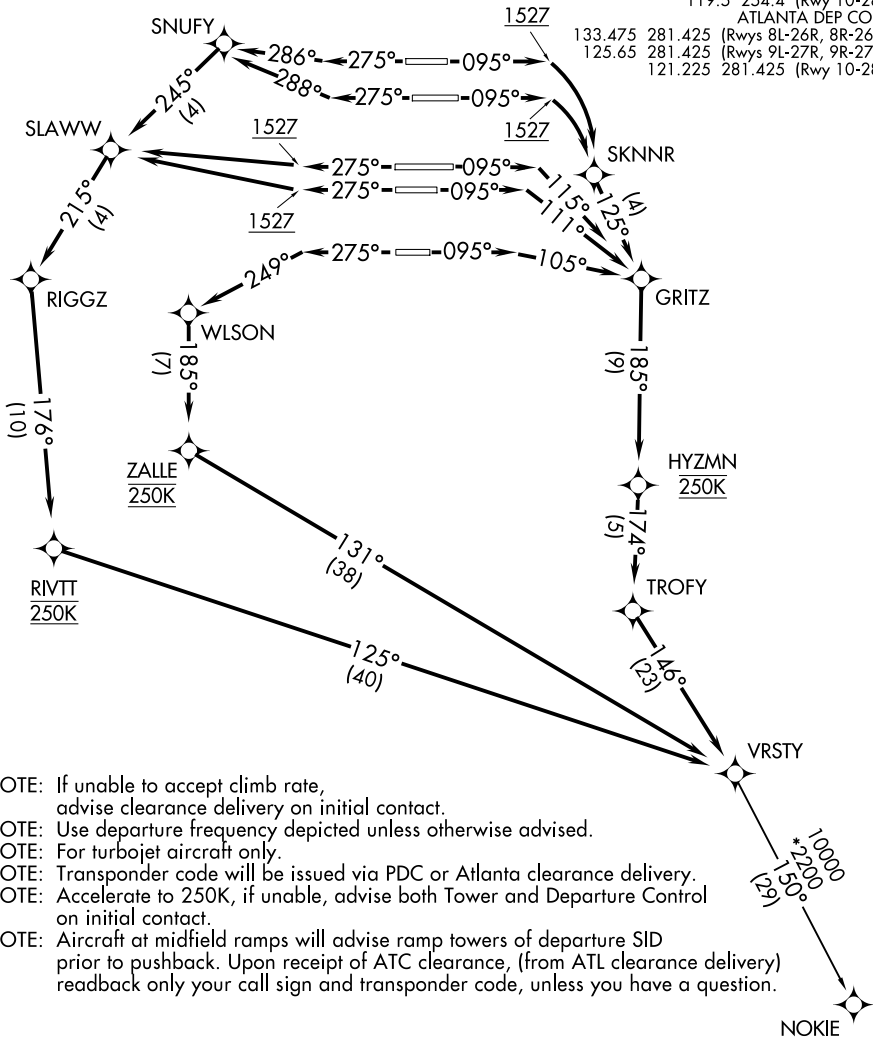 119.5 254.4 (Rwy 10-28
ATLANTA DEP CO
133.475 281.425 (Rwys 8L-26R, 8R-26
125.65 281.425 (Rwys 9L-27R, 9R-27
121.225 281.425 (Rwy 10-28
1527
SNUFY
286° 275° 095°
288° 275° 095°
245°
(4)
1527
SLAWW
1527
SKNNR
275° 095°
275° 095°
115°
111°
125°
(4)
1527
215°
(4)
249° 275° 095° 105°
RIGGZ
WLSON
GRITZ
185°
(7)
185°
(9)
176°
(10)
ZALLE
250K
HYZMN
250K
174°
(5)
131°
(38)
RIVTT
250K
TROFY
125°
(40)
146°
(23)
VRSTY
10000
*2200
150°
(29)
NOKIE
OTE: If unable to accept climb rate,
advise clearance delivery on initial contact.
OTE: Use departure frequency depicted unless otherwise advised.
OTE: For turbojet aircraft only.
OTE: Transponder code will be issued via PDC or Atlanta clearance delivery.
OTE: Accelerate to 250K, if unable, advise both Tower and Departure Control
on initial contact.
OTE: Aircraft at midfield ramps will advise ramp towers of departure SID
prior to pushback. Upon receipt of ATC clearance, (from ATL clearance delivery)
readback only your call sign and transponder code, unless you have a question.